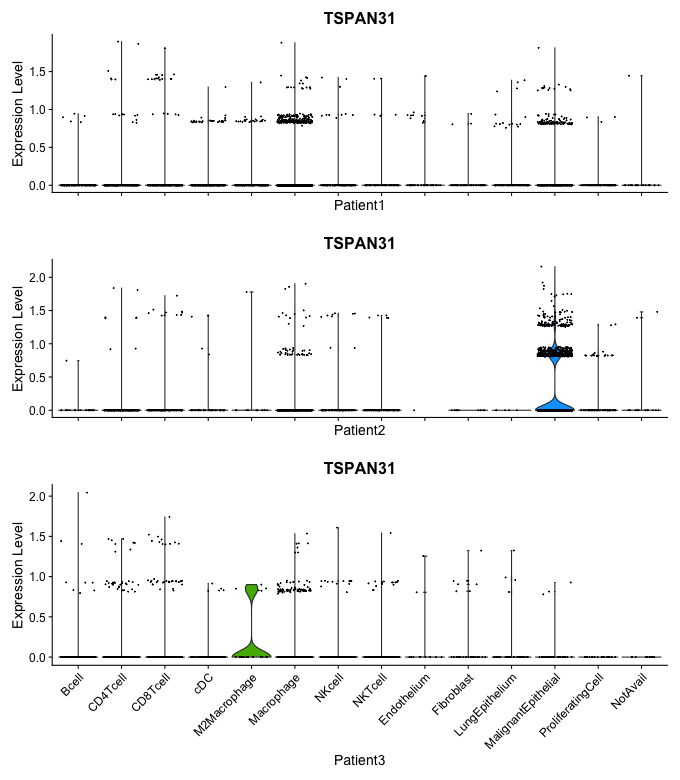 TSPAN31
Expression Level
1.5
1.0
0.5
0.0
Patient1
TSPAN31
Expression Level
2.0
1.5
1.0
0.5
0.0
Patient2
TSPAN31
Expression Level
2.0
1.5
1.0
0.5
0.0
Bcell
CD4Tcell
CD8Tcell
cDC
M2Macrophage
Macrophage
NKcell
NKTcell
Endothelium
Fibroblast
LungEpithelium
MalignantEpithelial
ProliferatingCell
NotAvail
Patient3